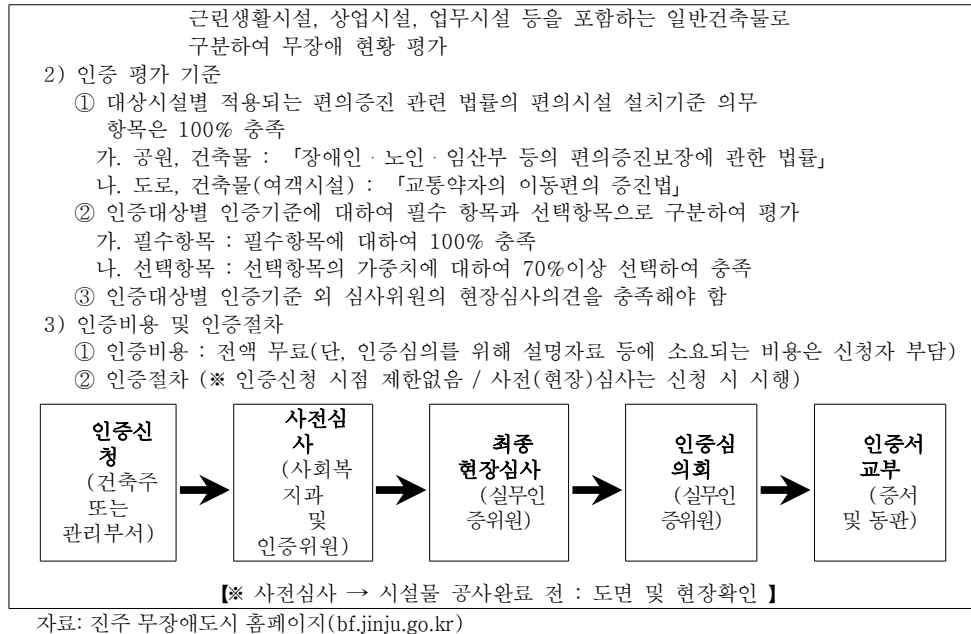 근린생활시설, 상업시설, 업무시설 등을 포함하는 일반건축물로
구분하여 무장애 현황 평가
2) 인증 평가 기준
① 대상시설별 적용되는 편의증진 관련 법률의 편의시설 설치기준 의무
항목은 100% 충족
가. 공원, 건축물 : 「장애인 · 노인 · 임산부 등의 편의증진보장에 관한 법률」
나. 도로, 건축물(여객시설) : 「교통약자의 이동편의 증진법」
② 인증대상별 인증기준에 대하여 필수 항목과 선택항목으로 구분하여 평가
가. 필수항목 : 필수항목에 대하여 100% 충족
나. 선택항목 : 선택항목의 가중치에 대하여 70%이상 선택하여 충족
③ 인증대상별 인증기준 외 심사위원의 현장심사의견을 충족해야 함
3) 인증비용 및 인증절차
① 인증비용 : 전액 무료(단, 인증심의를 위해 설명자료 등에 소요되는 비용은 신청자 부담)
② 인증절차 (※ 인증신청 시점 제한없음 / 사전(현장)심사는 신청 시 시행)
인증신
청
(건축주
또는
관리부서)
사전심
사
(사회복
지과
및
인증위원)
최종
현장심사
(실무인
증위원)
인증심
의회
(실무인
증위원)
인증서
교부
(증서
및 동판)
【※ 사전심사 → 시설물 공사완료 전 : 도면 및 현장확인 】
자료: 진주 무장애도시 홈페이지(bf.jinju.go.kr)